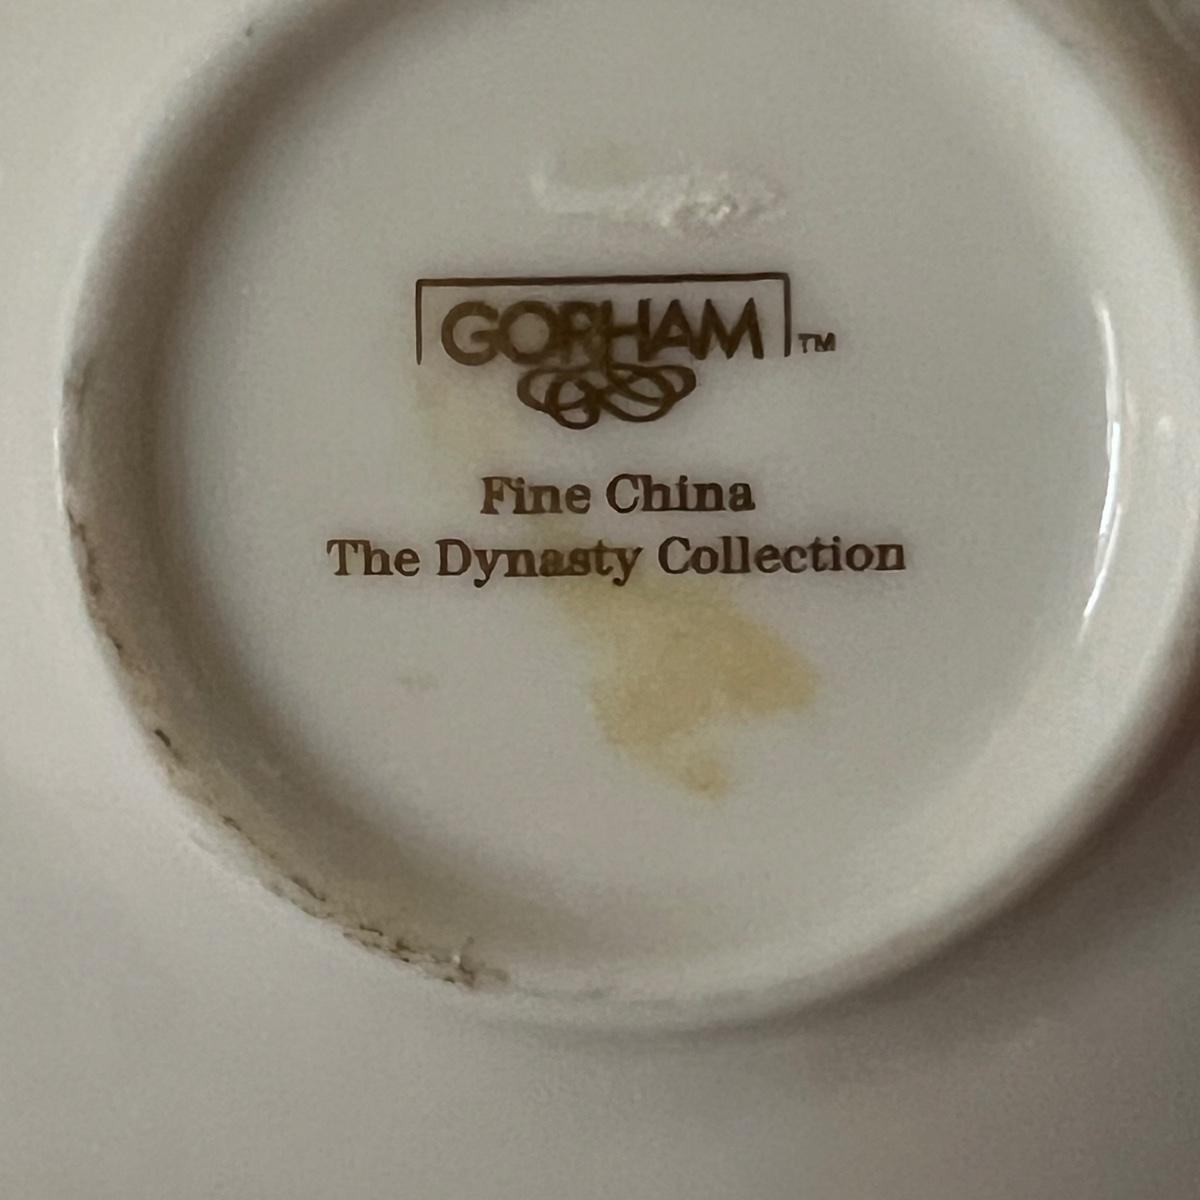 GORHAM TM
Fine China
The Dynasty Collection